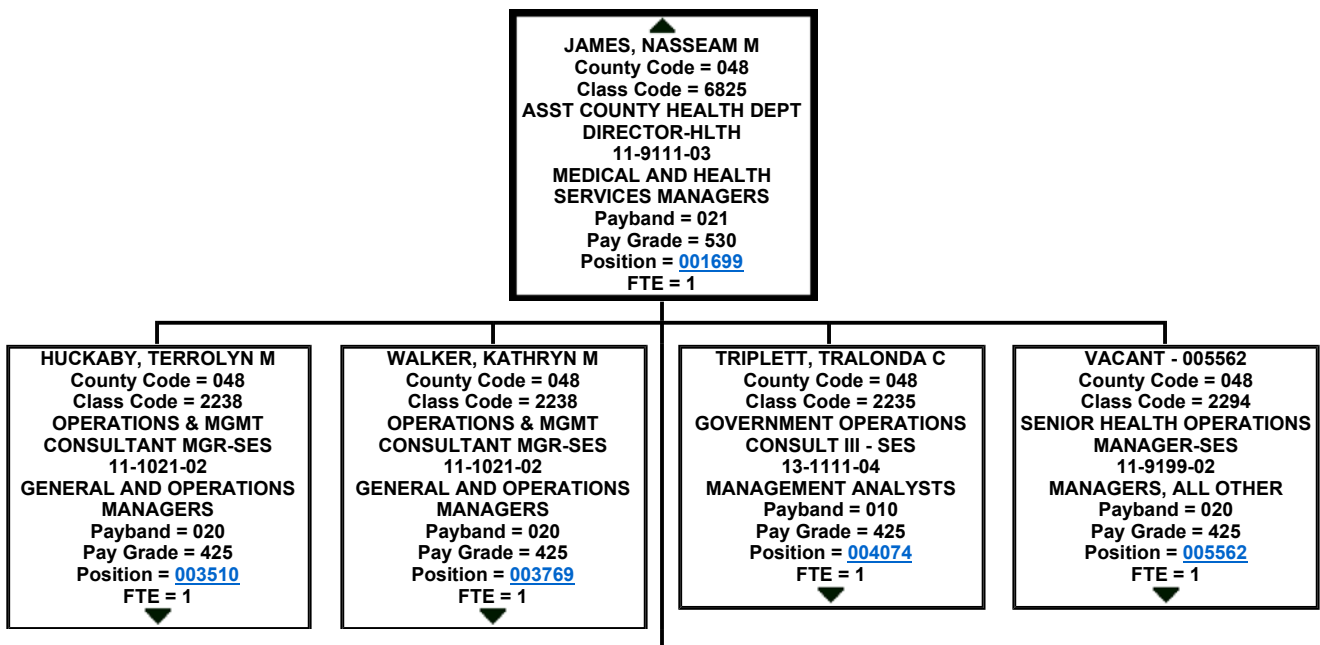 JAMES, NASSEAM M
County Code = 048
Class Code = 6825
ASST COUNTY HEALTH DEPT
DIRECTOR-HLTH
11-9111-03
MEDICAL AND HEALTH
SERVICES MANAGERS
Payband = 021
Pay Grade = 530
Position = 001699
FTE = 1
HUCKABY, TERROLYN M
County Code = 048
Class Code = 2238
OPERATIONS & MGMT
CONSULTANT MGR-SES
11-1021-02
GENERAL AND OPERATIONS
MANAGERS
Payband = 020
Pay Grade = 425
Position = 003510
FTE = 1
WALKER, KATHRYN M
County Code = 048
Class Code = 2238
OPERATIONS & MGMT
CONSULTANT MGR-SES
11-1021-02
GENERAL AND OPERATIONS
MANAGERS
Payband = 020
Pay Grade = 425
Position = 003769
FTE = 1
TRIPLETT, TRALONDA C
County Code = 048
Class Code = 2235
GOVERNMENT OPERATIONS
CONSULT III - SES
13-1111-04
MANAGEMENT ANALYSTS
Payband = 010
Pay Grade = 425
Position = 004074
FTE = 1
VACANT - 005562
County Code = 048
Class Code = 2294
SENIOR HEALTH OPERATIONS
MANAGER-SES
11-9199-02
MANAGERS, ALL OTHER
Payband = 020
Pay Grade = 425
Position = 005562
FTE = 1